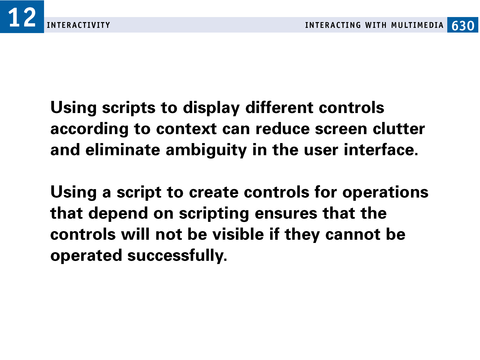 12 INTERACTIVITY INTERACTING WITH MULTIMEDIA 630
Using scripts to display different controls
according to context can reduce screen clutter
and eliminate ambiguity in the user interface.
Using a script to create controls for operations
that depend on scripting ensures that the
controls will not be visible if they cannot be
operated successfully.